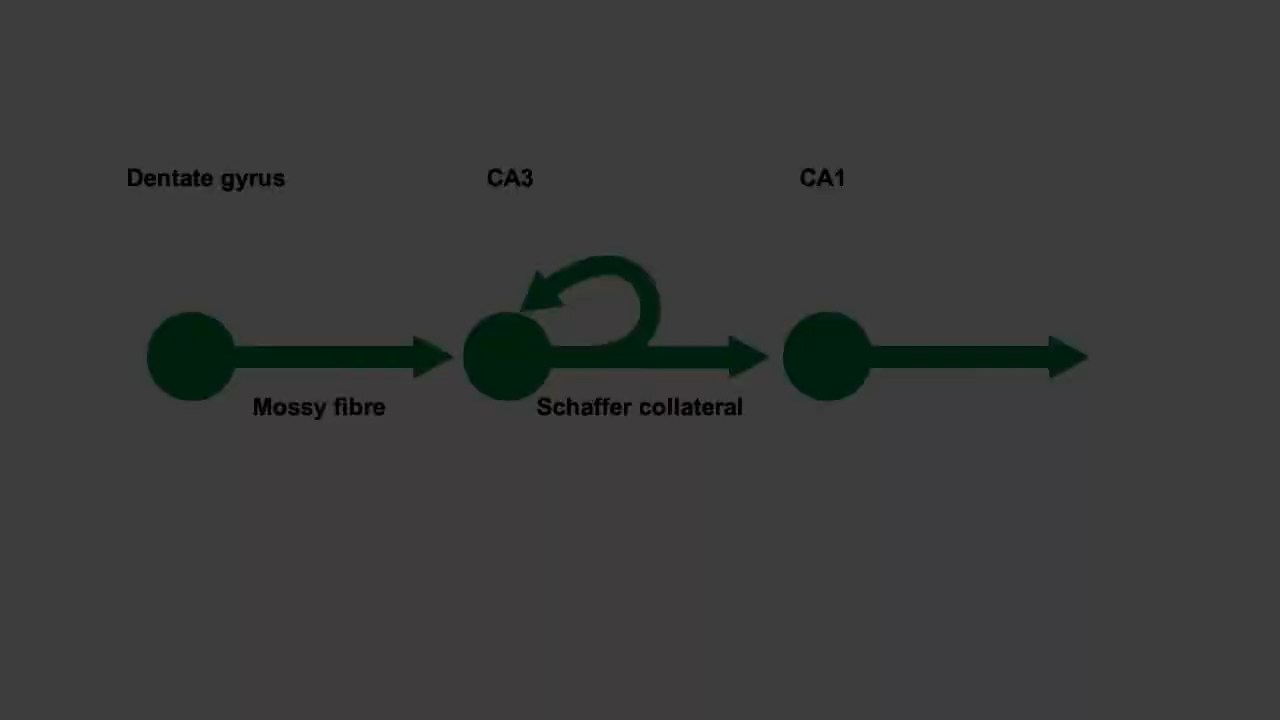 Dentate gyrus
CA3
CA1
Mossy fibre
Schaffer collateral